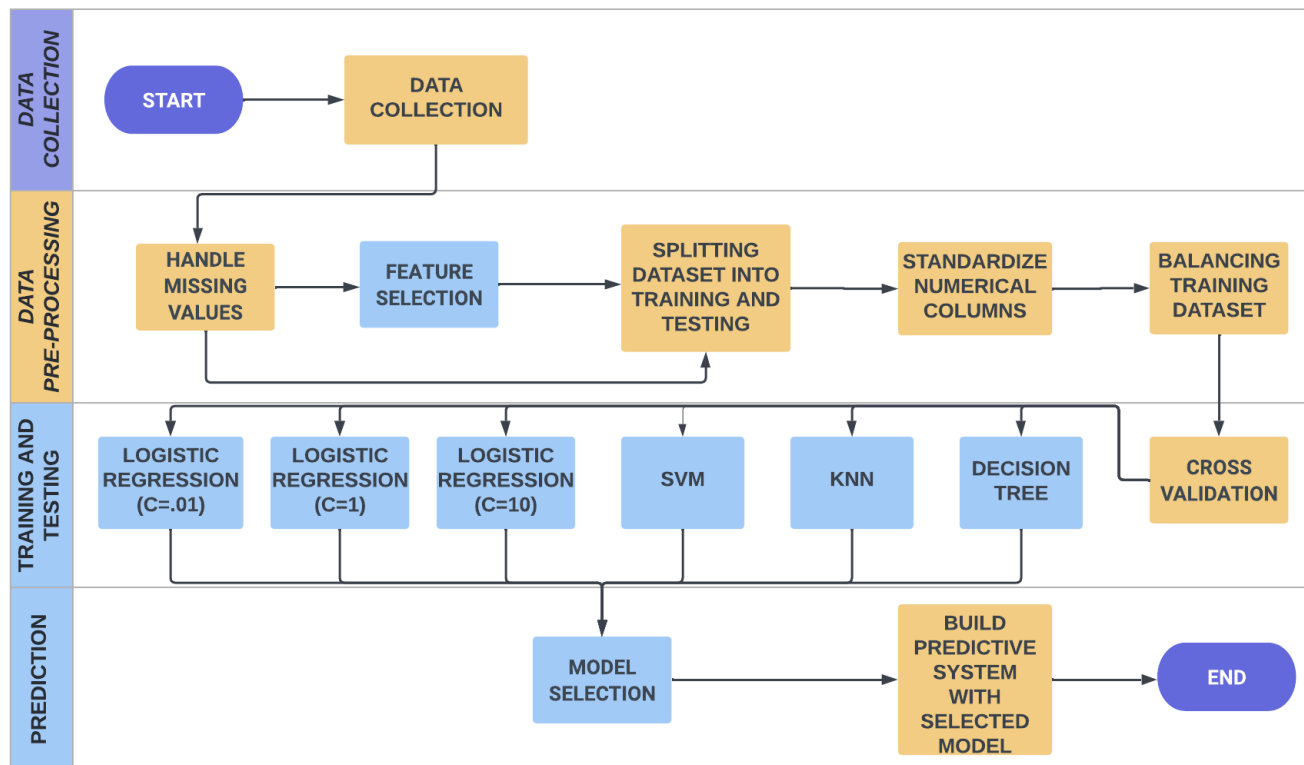 DATA
COLLECTION
START
DATA
COLLECTION
DATA
PRE-PROCESSING
HANDLE
MISSING
VALUES
FEATURE
SELECTION
SPLITTING
DATASET INTO
TRAINING AND
TESTING
STANDARDIZE
NUMERICAL
COLUMNS
BALANCING
TRAINING
DATASET
TRAINING AND
TESTING
LOGISTIC
REGRESSION
(C=.01)
LOGISTIC
REGRESSION
(C=1)
LOGISTIC
REGRESSION
(C=10)
SVM
KNN
DECISION
TREE
CROSS
VALIDATION
PREDICTION
MODEL
SELECTION
BUILD
PREDICTIVE
SYSTEM
WITH
SELECTED
MODEL
END